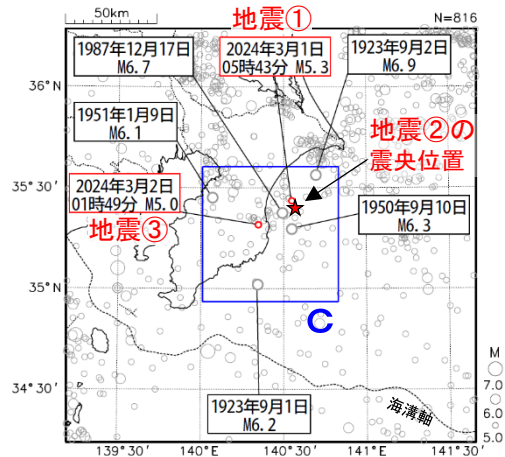 50km
地震①
N=816
36°N
1987年12月17日
M6.7
2024年3月1日
05時43分 M5.3
1923年9月2日
M6.9
1951年1月9日
M6.1
地震②の
震央位置
35°30′
2024年3月2日
01時49分 M5.0
地震③
1950年9月10日
M6.3
35°N
C
34°30′
1923年9月1日
M6.2
海溝軸
M
7.0
6.0
5.0
139°30′
140°E
140°30′
141°E
141°30′